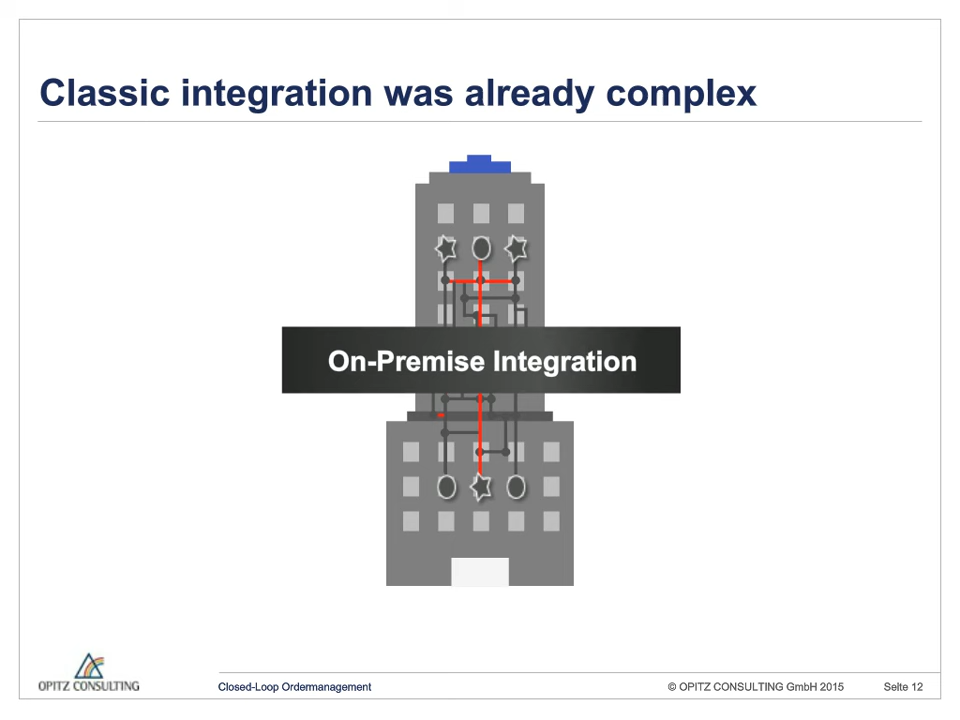 Classic integration was already complex
On-Premise Integration
OPITZ CONSULTING
Closed-Loop Ordermanagement
© OPITZ CONSULTING GmbH 2015
Seite 12